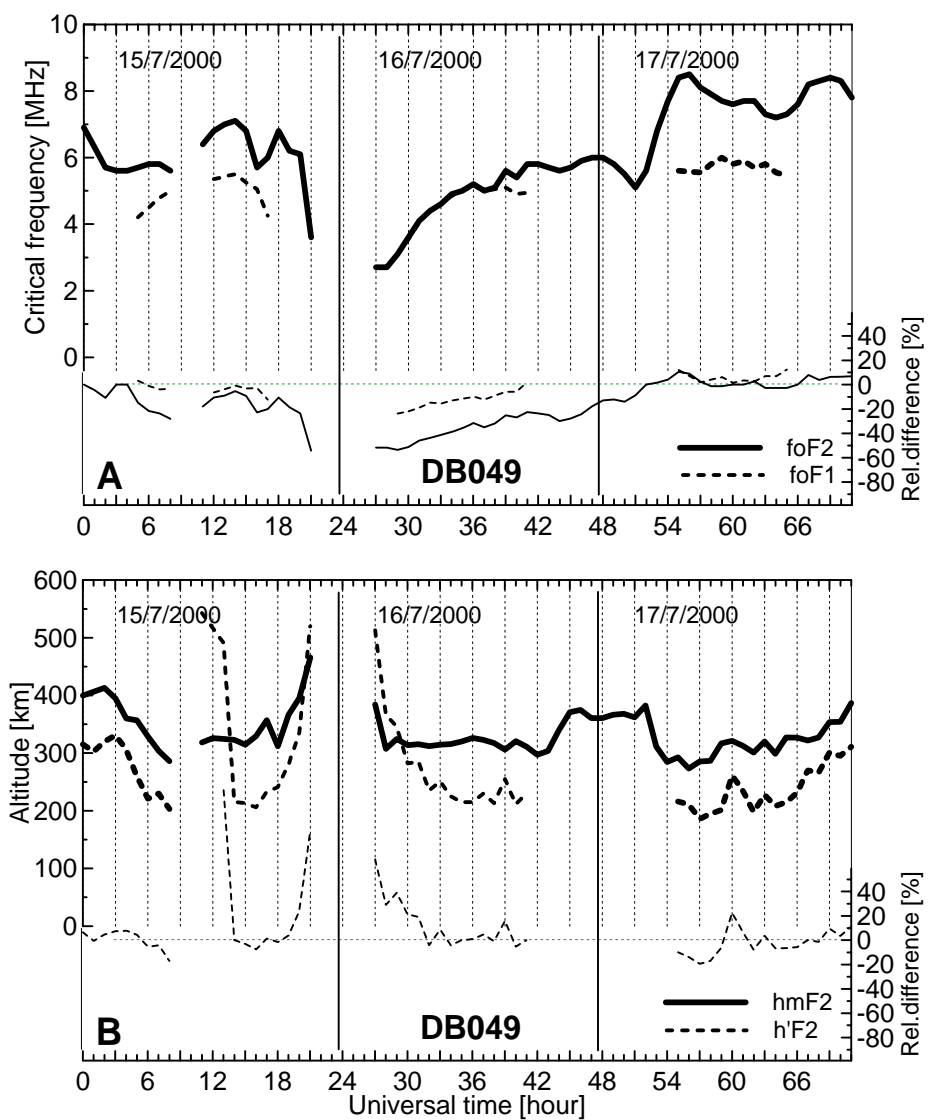 10
8
6
4
2
0
Critical frequency [MHz]
15/7/2000
16/7/2000
17/7/2000
40
20
0
-20
-40
-60
-80
Rel.difference [%]
foF2
foF1
A
DB049
0 6 12 18 24 30 36 42 48 54 60 66
600
500
400
300
200
100
0
Altitude [km]
15/7/2000
16/7/2000
17/7/2000
40
20
0
-20
-40
-60
-80
Rel.difference [%]
hmF2
h'F2
B
DB049
0 6 12 18 24 30 36 42 48 54 60 66
Universal time [hour]